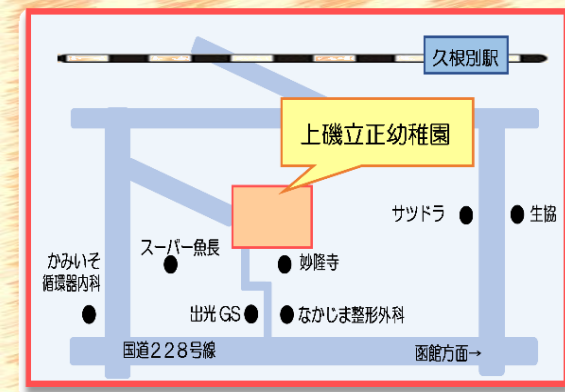 久根別駅
上磯立正幼稚園
サツドラ
生協
スーパー魚長
妙隆寺
かみいそ
循環器内科
出光GS
なかじま整形外科
国道228号線
函館方面→